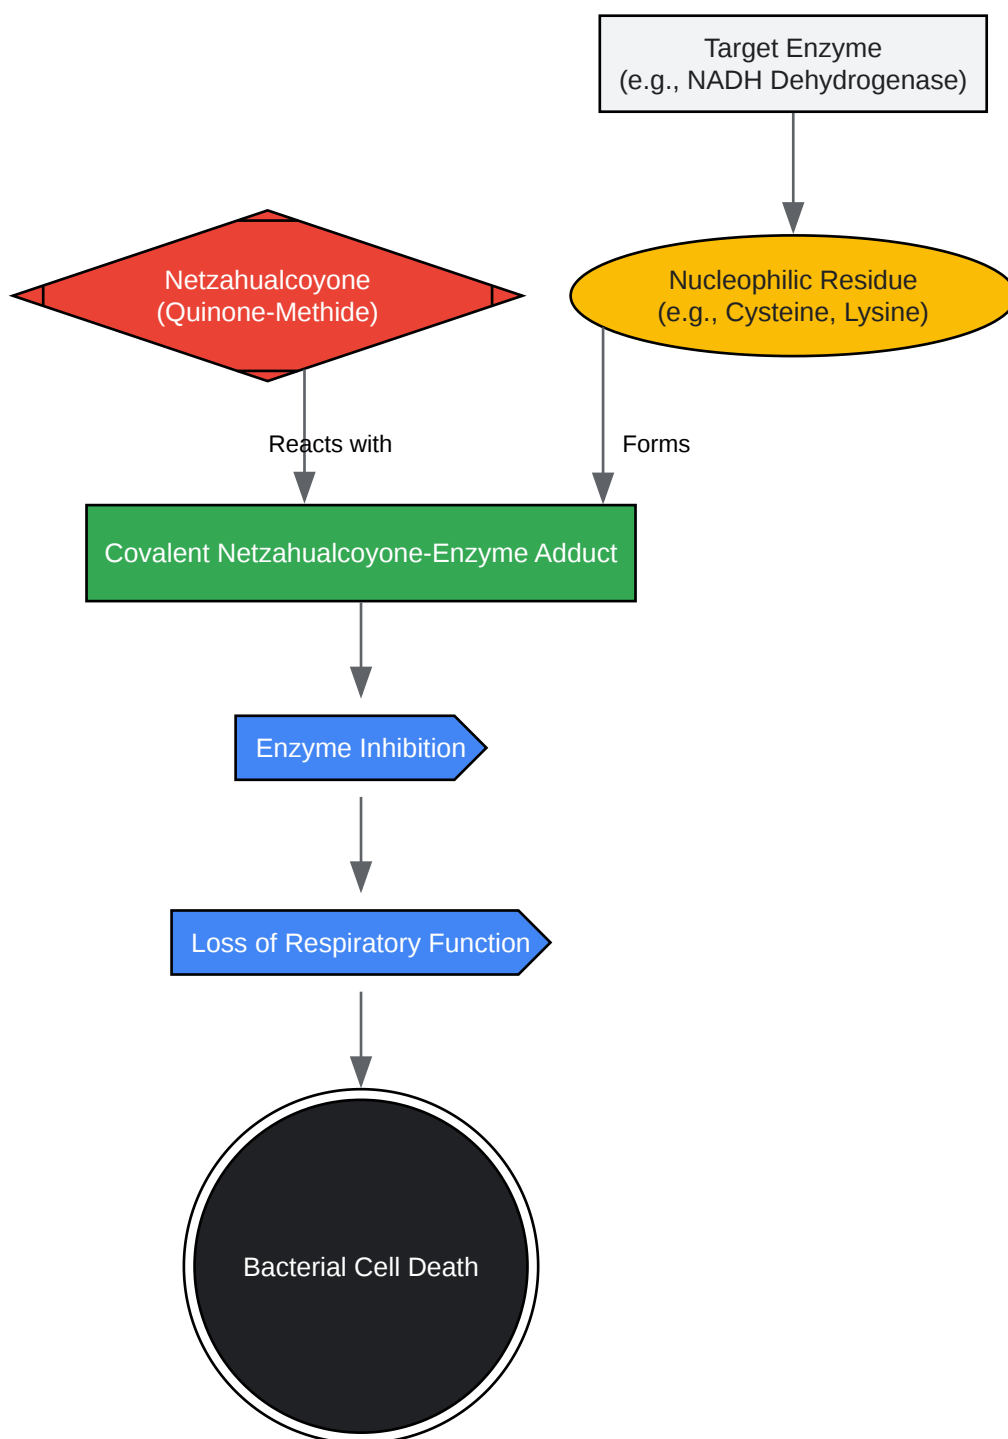 Target Enzyme
(e.g., NADH Dehydrogenase)
Netzahualcoyone
(Quinone-Methide)
Nucleophilic Residue
(e.g., Cysteine, Lysine)
Reacts with
Forms
Covalent Netzahualcoyone-Enzyme Adduct
Enzyme Inhibition
Loss of Respiratory Function
Bacterial Cell Death